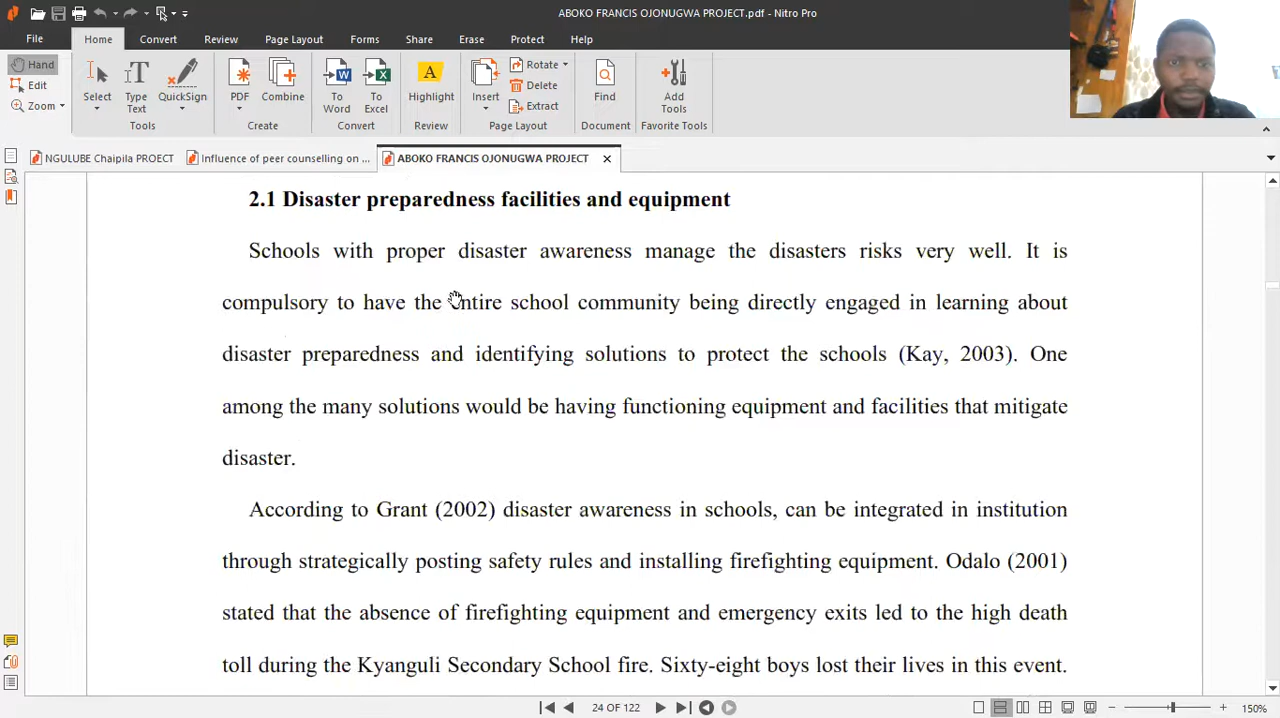 ABOKO FRANCIS OJONUGWA PROJECT.pdf - Nitro Pro
File Home Convert Review Page Layout Forms Share Erase Protect Help
Hand
Edit
Zoom
Select
Type Text
QuickSign
Tools
PDF
Combine
Create
To Word
To Excel
Convert
Highlight
Review
Insert
Rotate
Delete
Extract
Page Layout
Find
Document
Add Tools
Favorite Tools
NGULUBE Chaipila PROECT
Influence of peer counselling on ...
ABOKO FRANCIS OJONUGWA PROJECT
2.1 Disaster preparedness facilities and equipment
Schools with proper disaster awareness manage the disasters risks very well. It is
compulsory to have the entire school community being directly engaged in learning about
disaster preparedness and identifying solutions to protect the schools (Kay, 2003). One
among the many solutions would be having functioning equipment and facilities that mitigate
disaster.
According to Grant (2002) disaster awareness in schools, can be integrated in institution
through strategically posting safety rules and installing firefighting equipment. Odalo (2001)
stated that the absence of firefighting equipment and emergency exits led to the high death
toll during the Kyanguli Secondary School fire. Sixty-eight boys lost their lives in this event.
24 OF 122
150%